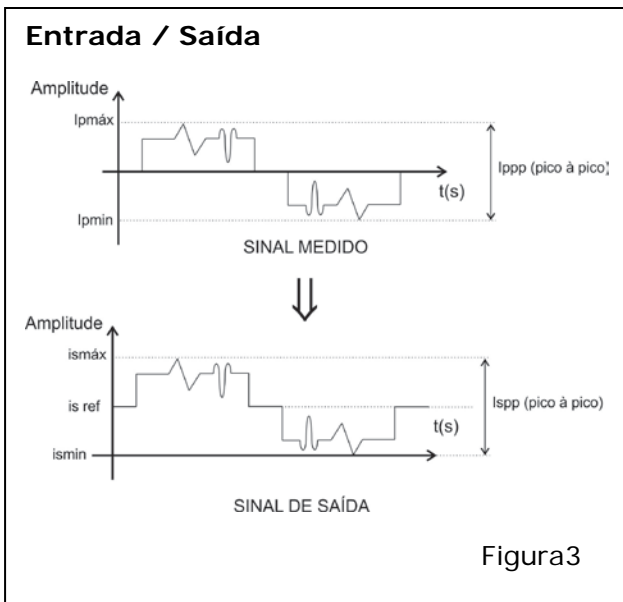 Entrada / Saída
Amplitude
Ipmáx
Ippp (pico à pico)
t(s)
Ipmin
SINAL MEDIDO
Amplitude
ismáx
is ref
Ispp (pico à pico)
t(s)
ismin
SINAL DE SAÍDA
Figura3